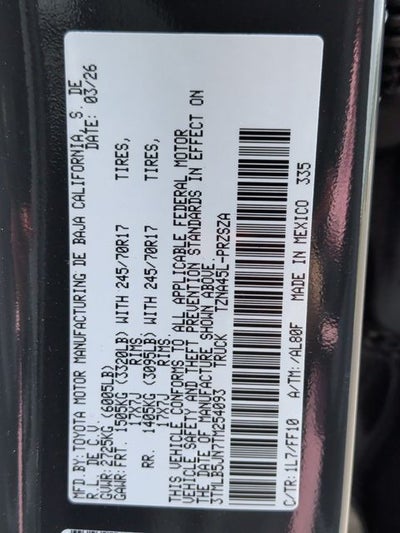 MFD.BY:TOYOTA MOTOR MANUFACTURING DE BAJA CALIFORNIA, S. DE
R.L. DE C.V. DATE: 03/26
GVWR: 2725KG (6005LB)
GAWR: FRT. 1505KG (3320LB) WITH 245/70R17 TIRES,
17X7J RIMS
RR. 1405KG (3095LB) WITH 245/70R17 TIRES,
17X7J RIMS
THIS VEHICLE CONFORMS TO ALL APPLICABLE FEDERAL MOTOR
VEHICLE SAFETY AND THEFT PREVENTION STANDARDS IN EFFECT ON
THE DATE OF MANUFACTURE SHOWN ABOVE.
3TMLB5JN7TM254093 TRUCK TZNA45L-PRZSZA
C/TR:1L7/FF10 A/TM:/AL80F MADE IN MEXICO 335